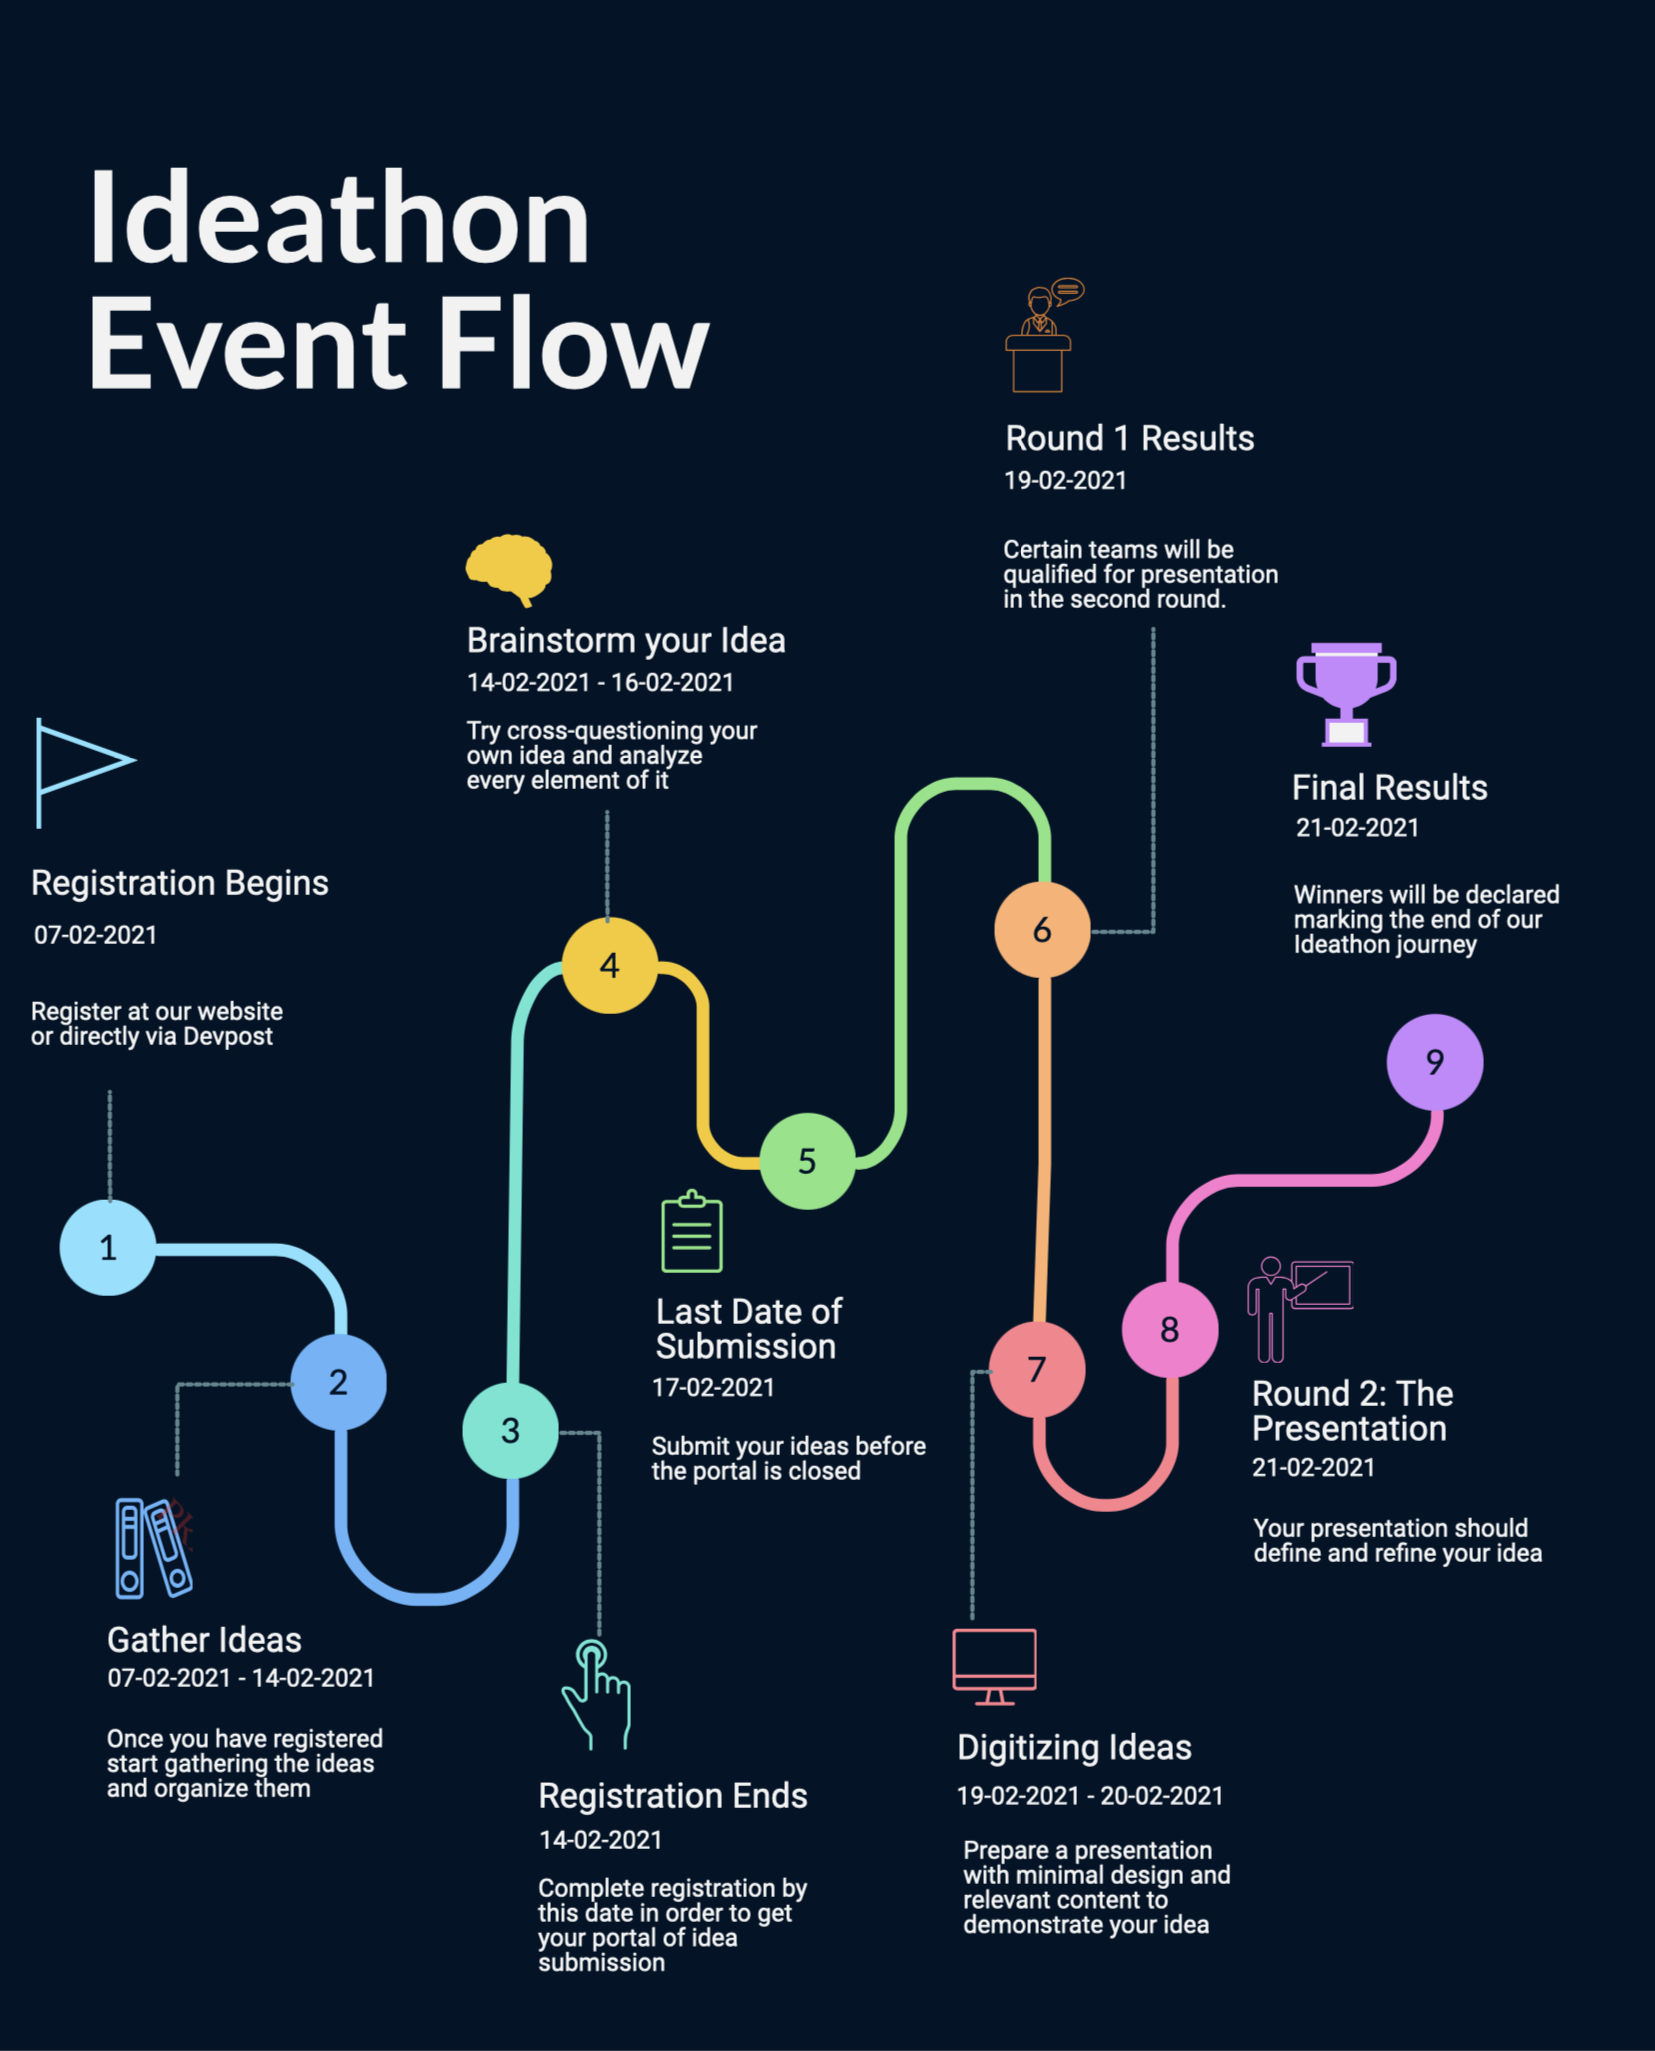 Ideathon
Event Flow
Registration Begins
07-02-2021
Register at our website
or directly via Devpost
1
2
Gather Ideas
07-02-2021 - 14-02-2021
Once you have registered
start gathering the ideas
and organize them
3
Registration Ends
14-02-2021
Complete registration by
this date in order to get
your portal of idea
submission
Brainstorm your Idea
14-02-2021 - 16-02-2021
Try cross-questioning your
own idea and analyze
every element of it
4
5
Last Date of
Submission
17-02-2021
Submit your ideas before
the portal is closed
Round 1 Results
19-02-2021
Certain teams will be
qualified for presentation
in the second round.
6
7
Digitizing Ideas
19-02-2021 - 20-02-2021
Prepare a presentation
with minimal design and
relevant content to
demonstrate your idea
8
Round 2: The
Presentation
21-02-2021
Your presentation should
define and refine your idea
Final Results
21-02-2021
Winners will be declared
marking the end of our
Ideathon journey
9